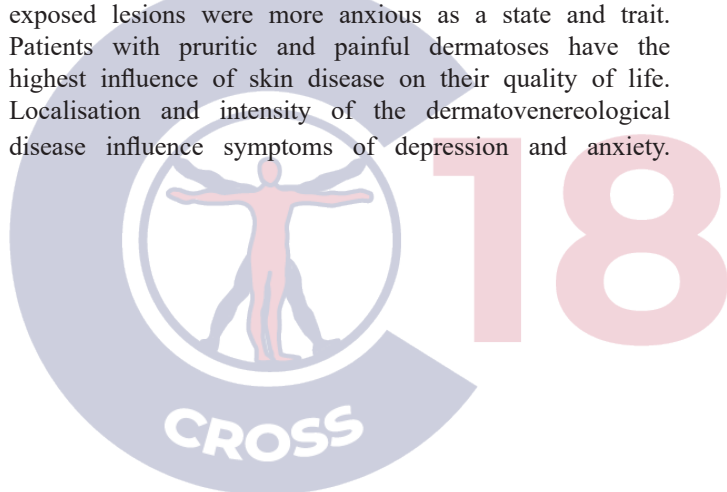 exposed lesions were more anxious as a state and trait.
Patients with pruritic and painful dermatoses have the
highest influence of skin disease on their quality of life.
Localisation and intensity of the dermatovenereological
disease influence symptoms of depression and anxiety.
18
CROSS